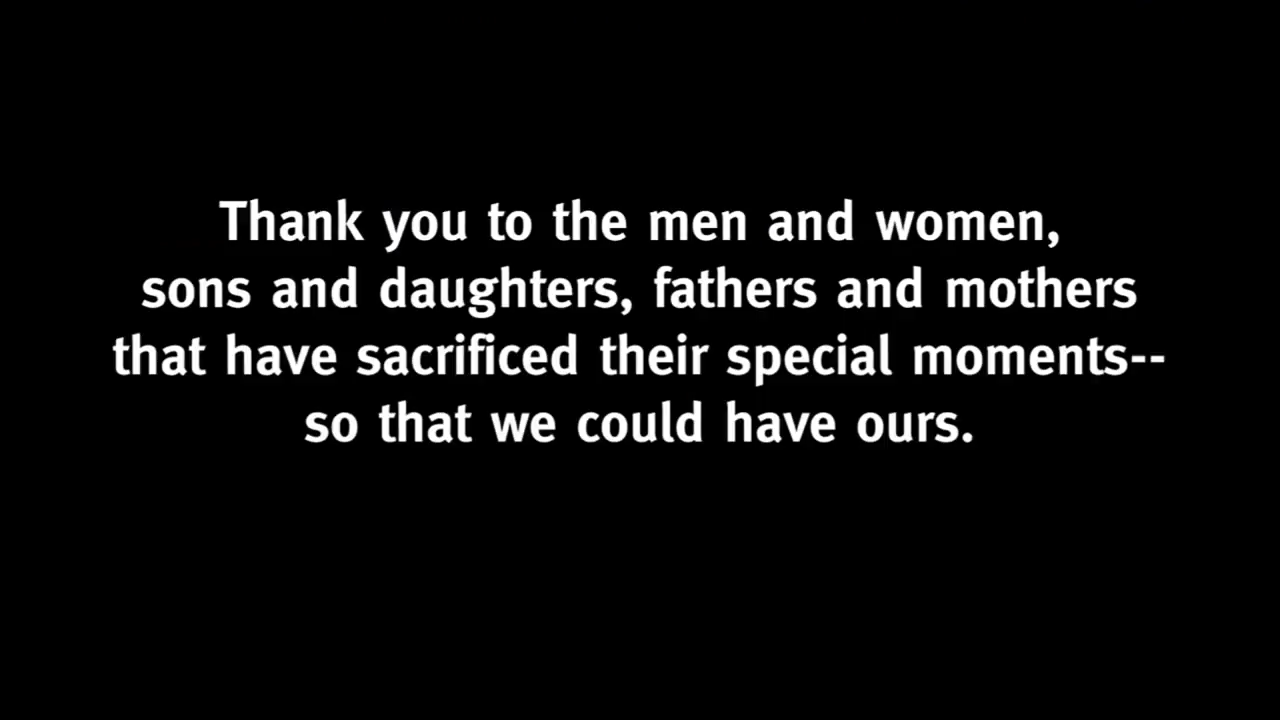 Thank you to the men and women,
sons and daughters, fathers and mothers
that have sacrificed their special moments--
so that we could have ours.